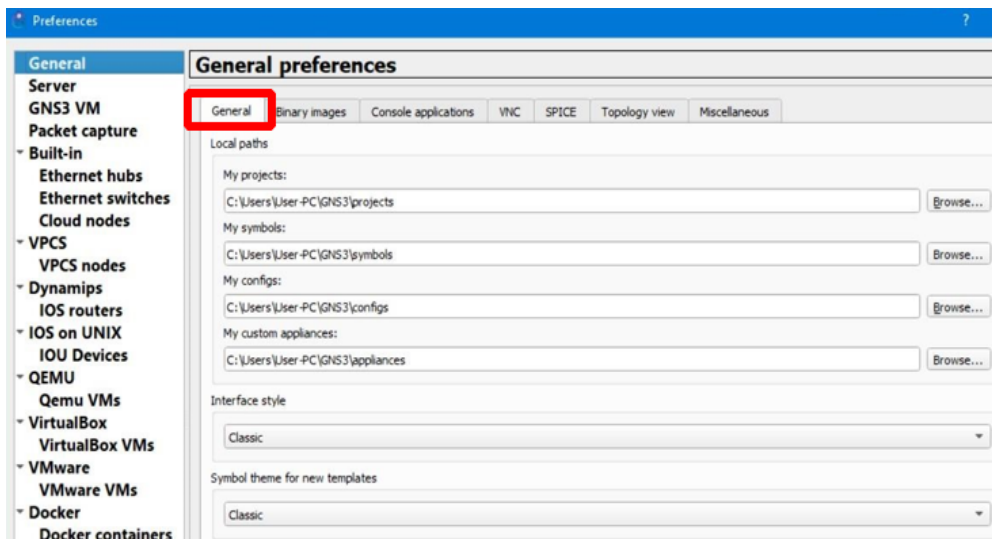 Preferences
?
General
Server
GNS3 VM
Packet capture
Built-in
Ethernet hubs
Ethernet switches
Cloud nodes
VPCS
VPCS nodes
Dynamips
IOS routers
IOS on UNIX
IOU Devices
QEMU
Qemu VMs
VirtualBox
VirtualBox VMs
VMware
VMware VMs
Docker
Docker containers
General preferences
General Binary images Console applications VNC SPICE Topology view Miscellaneous
Local paths
My projects:
C:\Users\User-PC\GNS3\projects Browse...
My symbols:
C:\Users\User-PC\GNS3\symbols Browse...
My configs:
C:\Users\User-PC\GNS3\configs Browse...
My custom appliances:
C:\Users\User-PC\GNS3\appliances Browse...
Interface style
Classic
Symbol theme for new templates
Classic